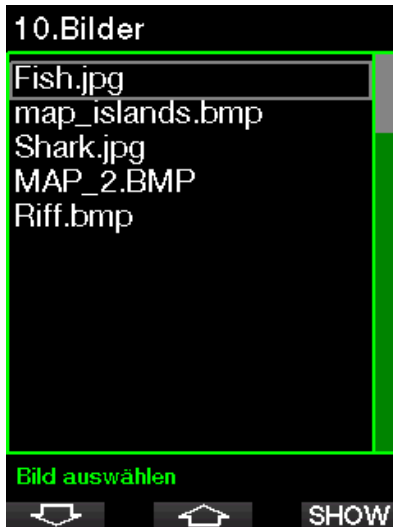 10.Bilder
Fish.jpg
map_islands.bmp
Shark.jpg
MAP_2.BMP
Riff.bmp
Bild auswählen
SHOW